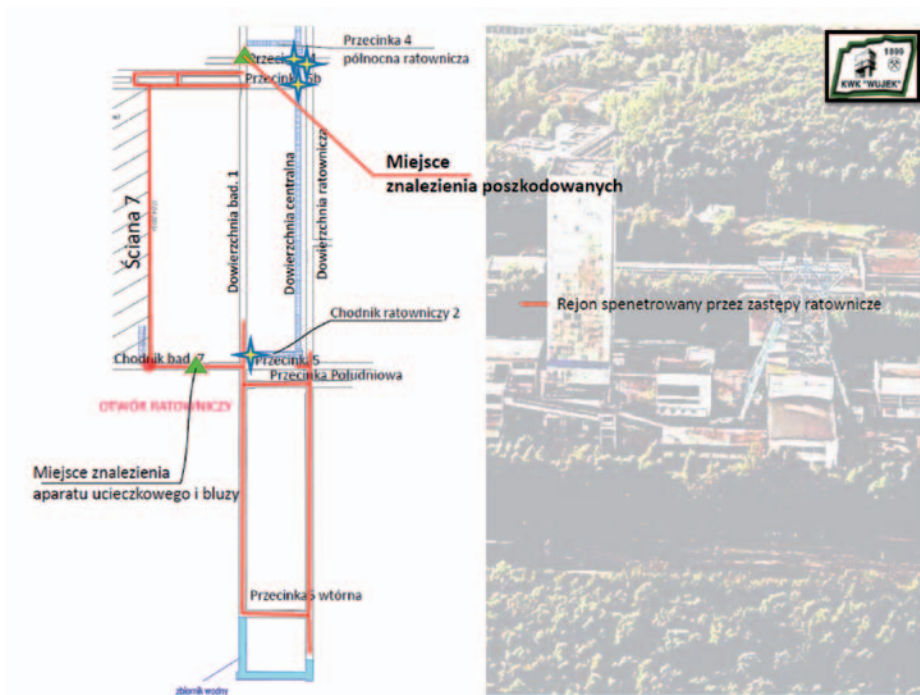 Przecinka 4
północna ratownicza
1899
KWK "WUJEK"
Miejsce
znalezienia poszkodowanych
Ściana 7
Dowierzchnia bad. 1
Dowierzchnia centralna
Dowierzchnia ratownicza
Rejon spenetrowany przez zastępy ratownicze
Chodnik ratowniczy 2
Chodnik bad. 7
Przecinka 5
Przecinka Południowa
OTWÓR RATOWNICZY
Miejsce znalezienia
aparatu ucieczkowego i bluzy
Przecinka 5 wtórna
zbiornik wodny